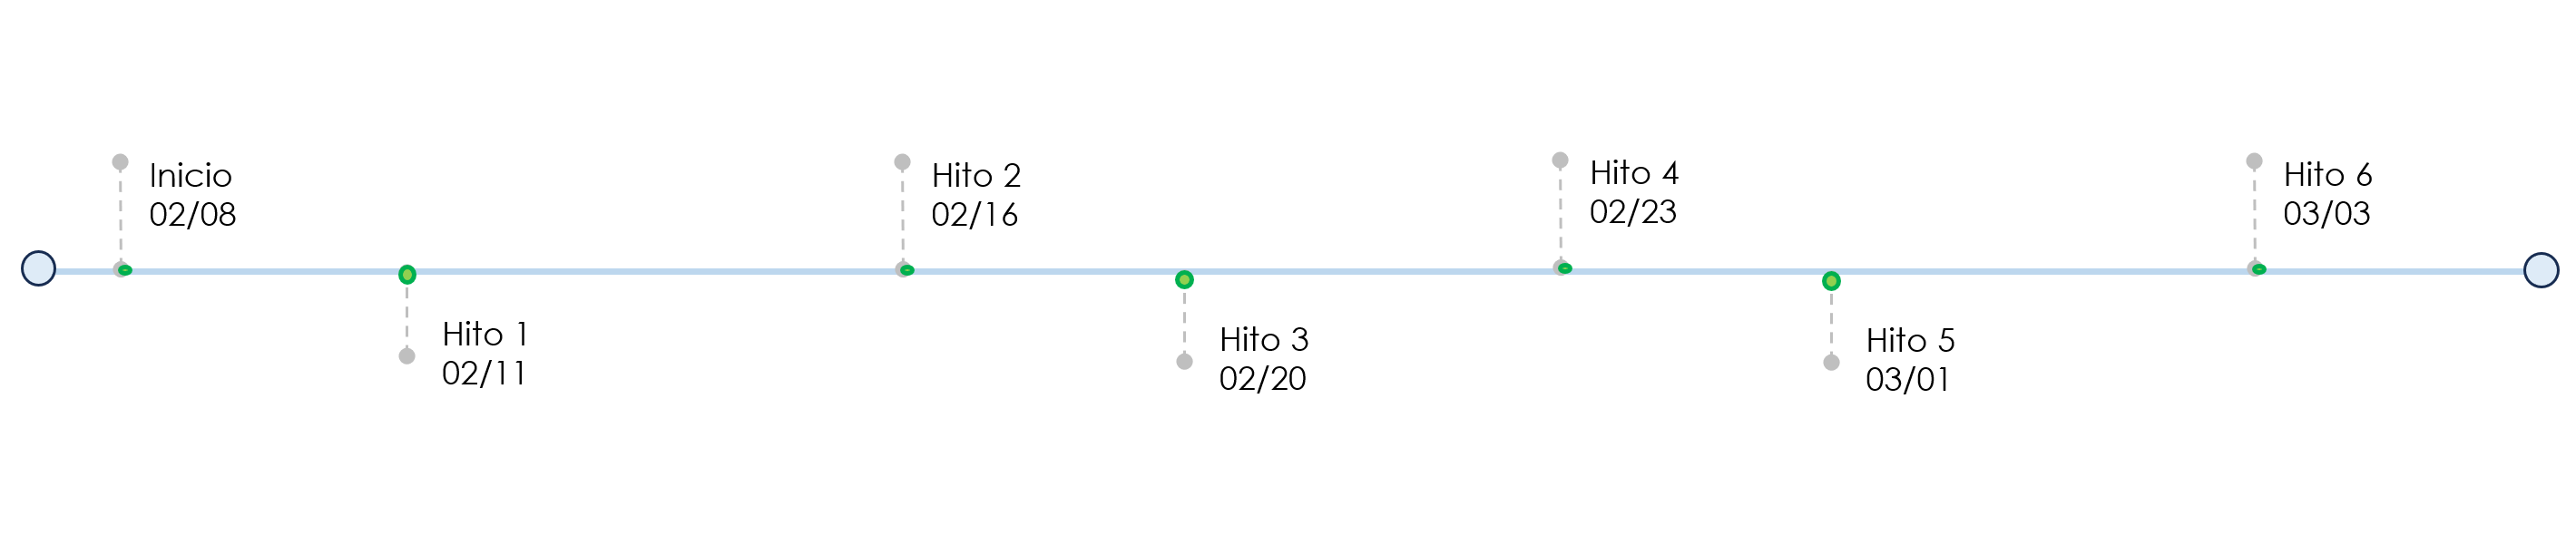 Inicio
02/08
Hito 1
02/11
Hito 2
02/16
Hito 3
02/20
Hito 4
02/23
Hito 5
03/01
Hito 6
03/03